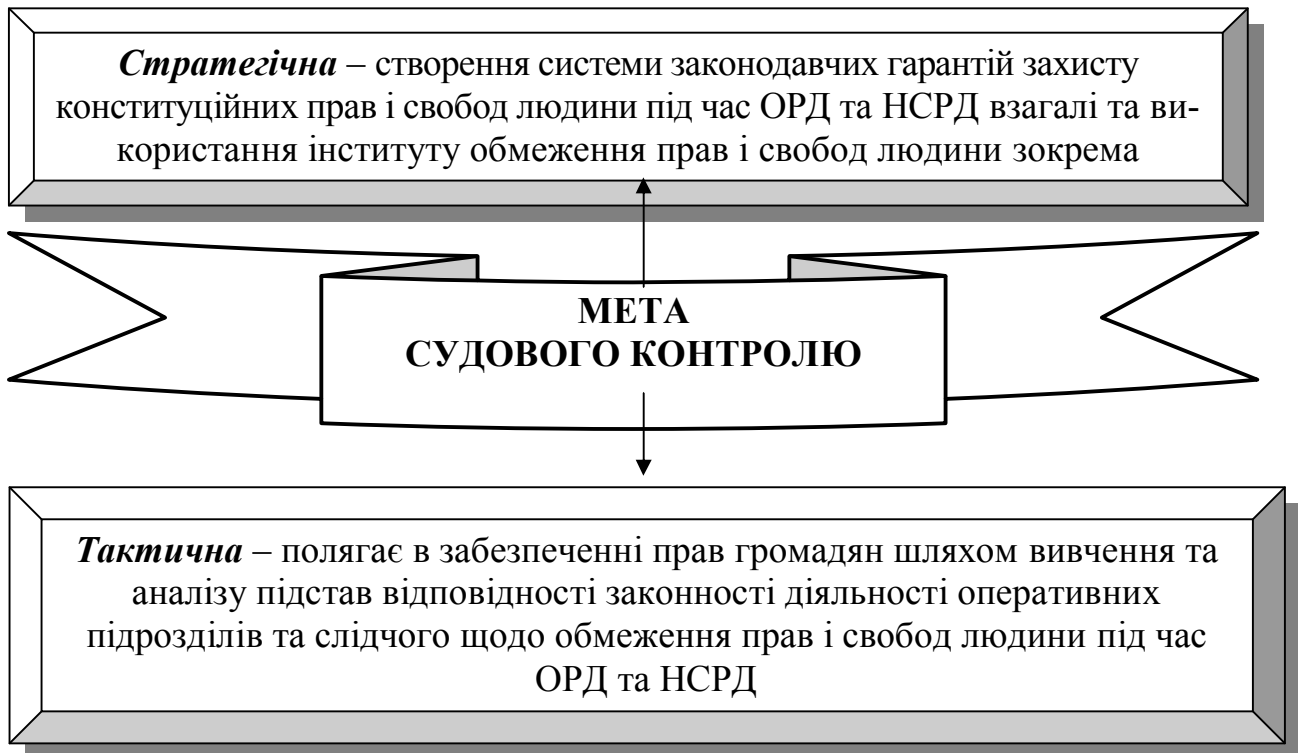 Стратегічна – створення системи законодавчих гарантій захисту
конституційних прав і свобод людини під час ОРД та НСРД взагалі та ви-
користання інституту обмеження прав і свобод людини зокрема
МЕТА
СУДОВОГО КОНТРОЛЮ
Тактична – полягає в забезпеченні прав громадян шляхом вивчення та
аналізу підстав відповідності законності діяльності оперативних
підрозділів та слідчого щодо обмеження прав і свобод людини під час
ОРД та НСРД